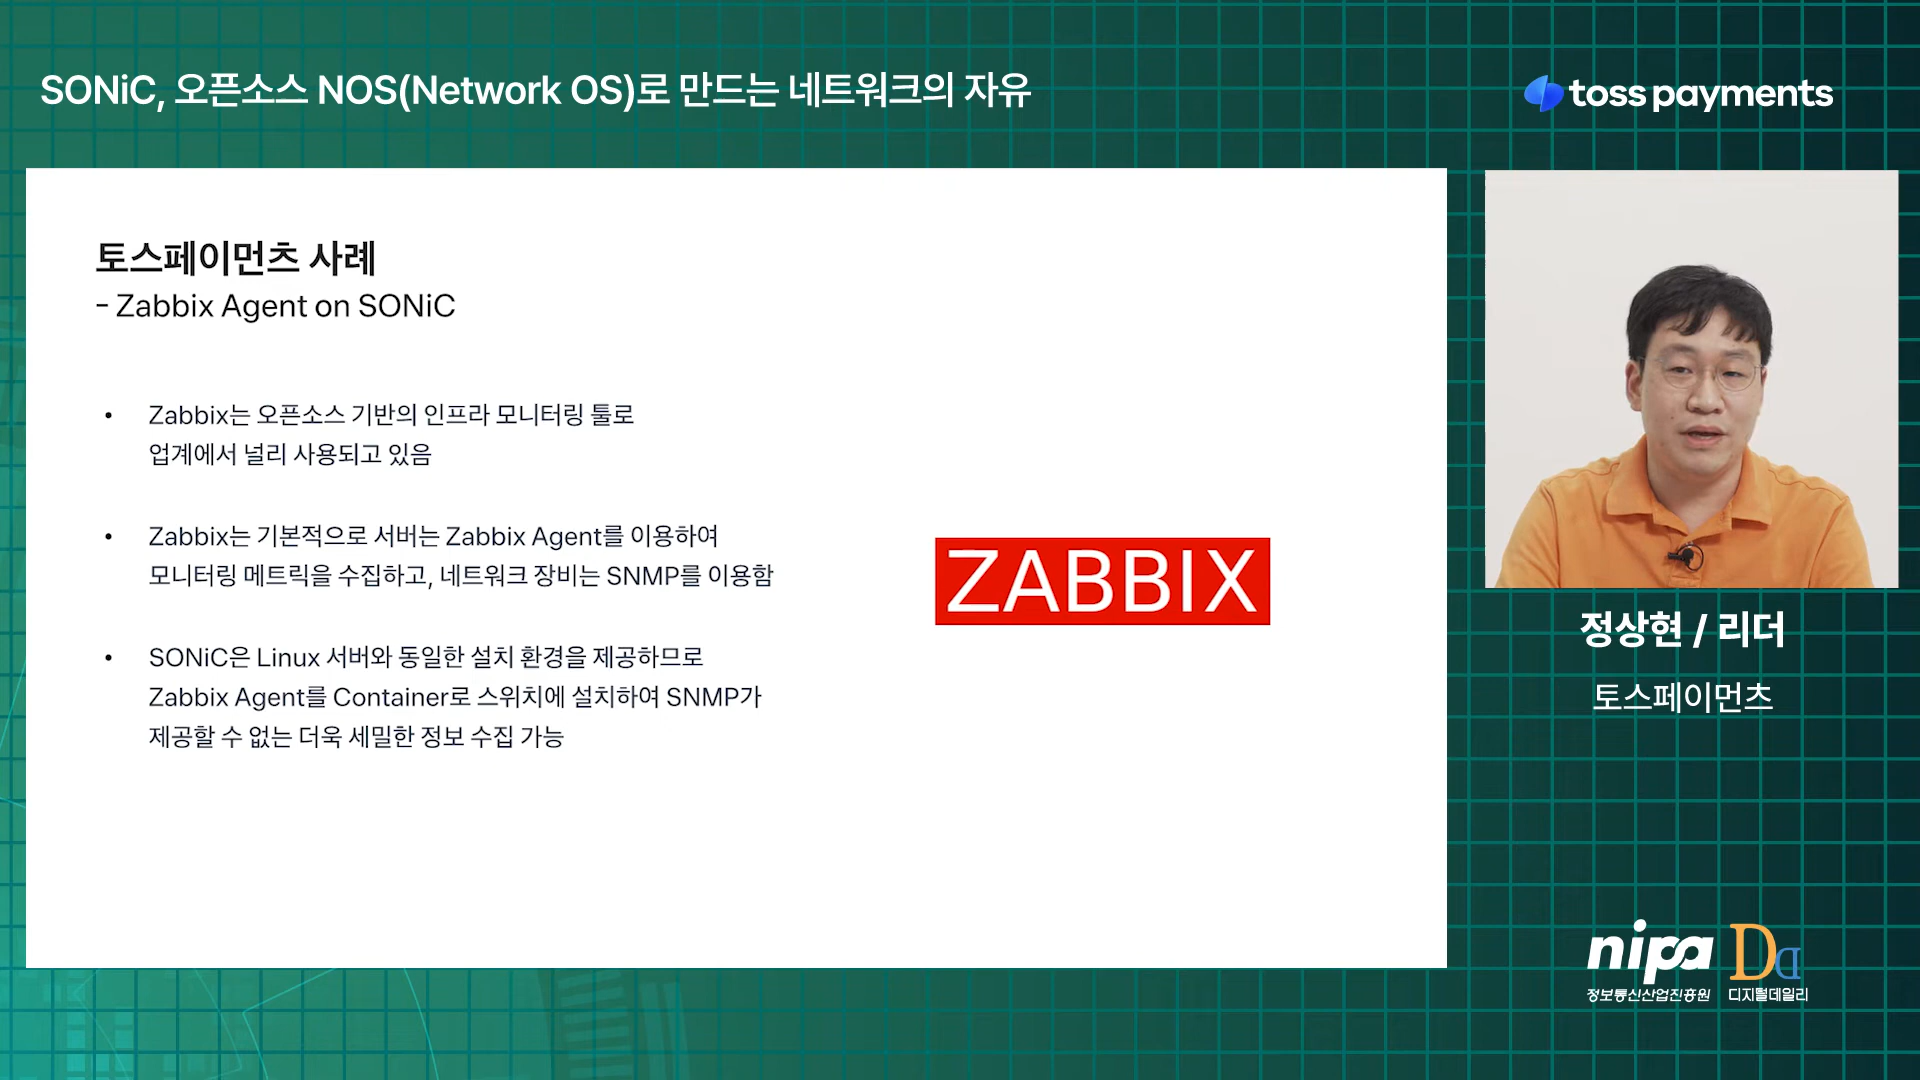 SONiC, 오픈소스 NOS(Network OS)로 만드는 네트워크의 자유
toss payments
토스페이먼츠 사례
- Zabbix Agent on SONiC
• Zabbix는 오픈소스 기반의 인프라 모니터링 툴로
업계에서 널리 사용되고 있음
• Zabbix는 기본적으로 서버는 Zabbix Agent를 이용하여
모니터링 메트릭을 수집하고, 네트워크 장비는 SNMP를 이용함
• SONiC은 Linux 서버와 동일한 설치 환경을 제공하므로
Zabbix Agent를 Container로 스위치에 설치하여 SNMP가
제공할 수 없는 더욱 세밀한 정보 수집 가능
ZABBIX
정상현 / 리더
토스페이먼츠
nipa
정보통신산업진흥원
Dd
디지털데일리